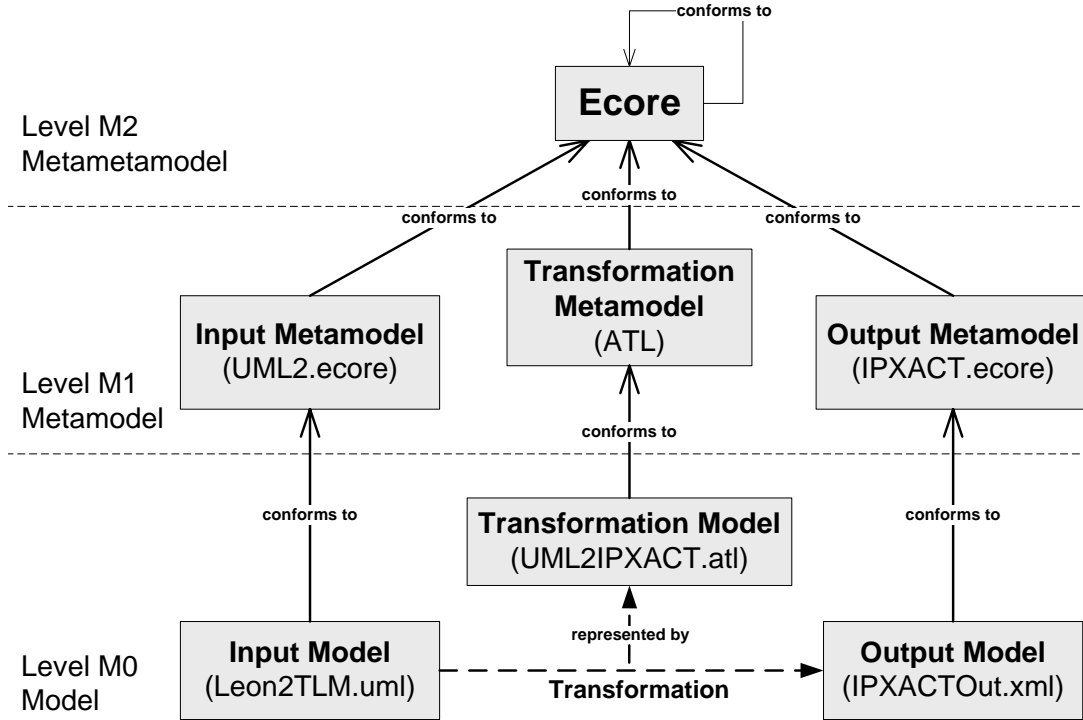 conforms to
Ecore
Level M2
Metametamodel
conforms to
conforms to
conforms to
Transformation
Metamodel
(ATL)
Input Metamodel
(UML2.ecore)
Output Metamodel
(IPXACT.ecore)
Level M1
Metamodel
conforms to
conforms to
conforms to
Transformation Model
(UML2IPXACT.atl)
represented by
Level M0
Model
Input Model
(Leon2TLM.uml)
Transformation
Output Model
(IPXACTOut.xml)